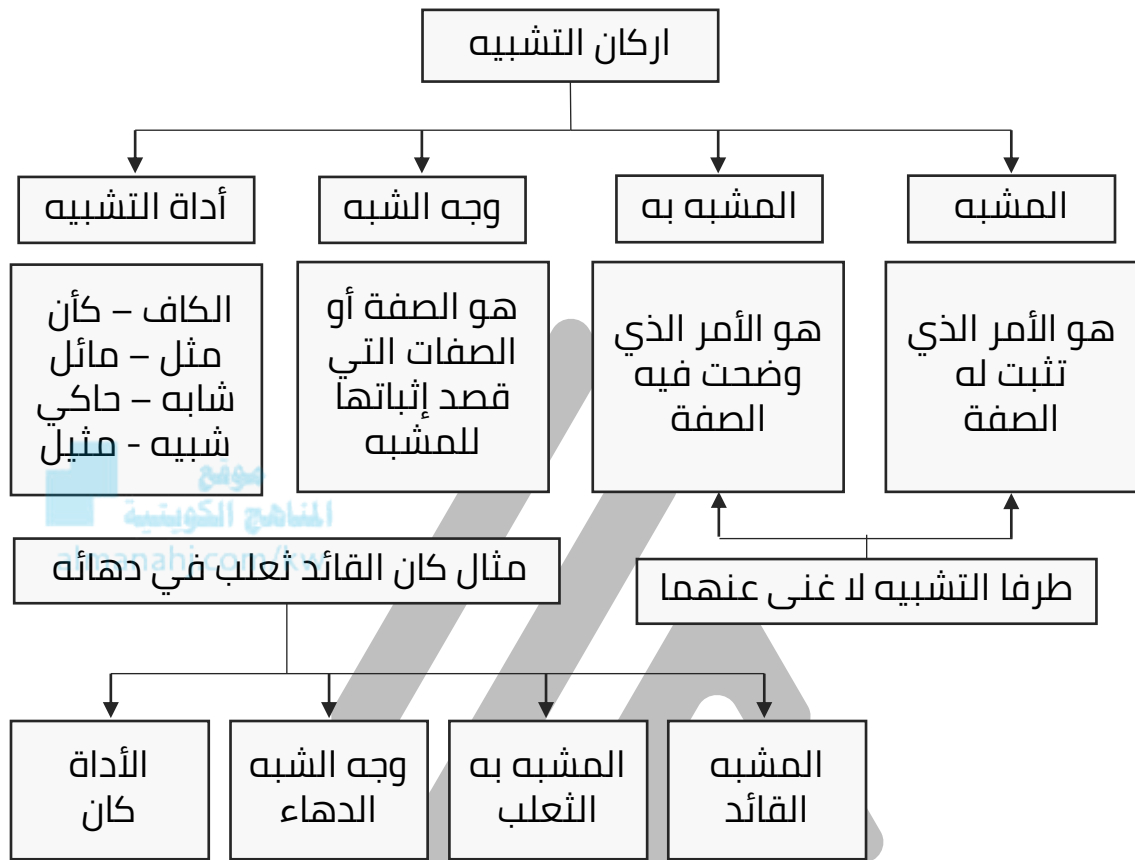 اركان التشبيه
المشبه
المشبه به
وجه الشبه
أداة التشبيه
هو الأمر الذي
تثبت له
الصفة
هو الأمر الذي
وضحت فيه
الصفة
هو الصفة أو
الصفات التي
قصد إثباتها
للمشبه
الكاف – كأن
مثل – مائل
شابه – حاكي
شبيه - مثيل
موقع
المناهج الكويتية
almanahj.com/kw
طرفا التشبيه لا غنى عنهما
مثال كان القائد ثعلب في دهائه
المشبه
القائد
المشبه به
الثعلب
وجه الشبه
الدهاء
الأداة
كان